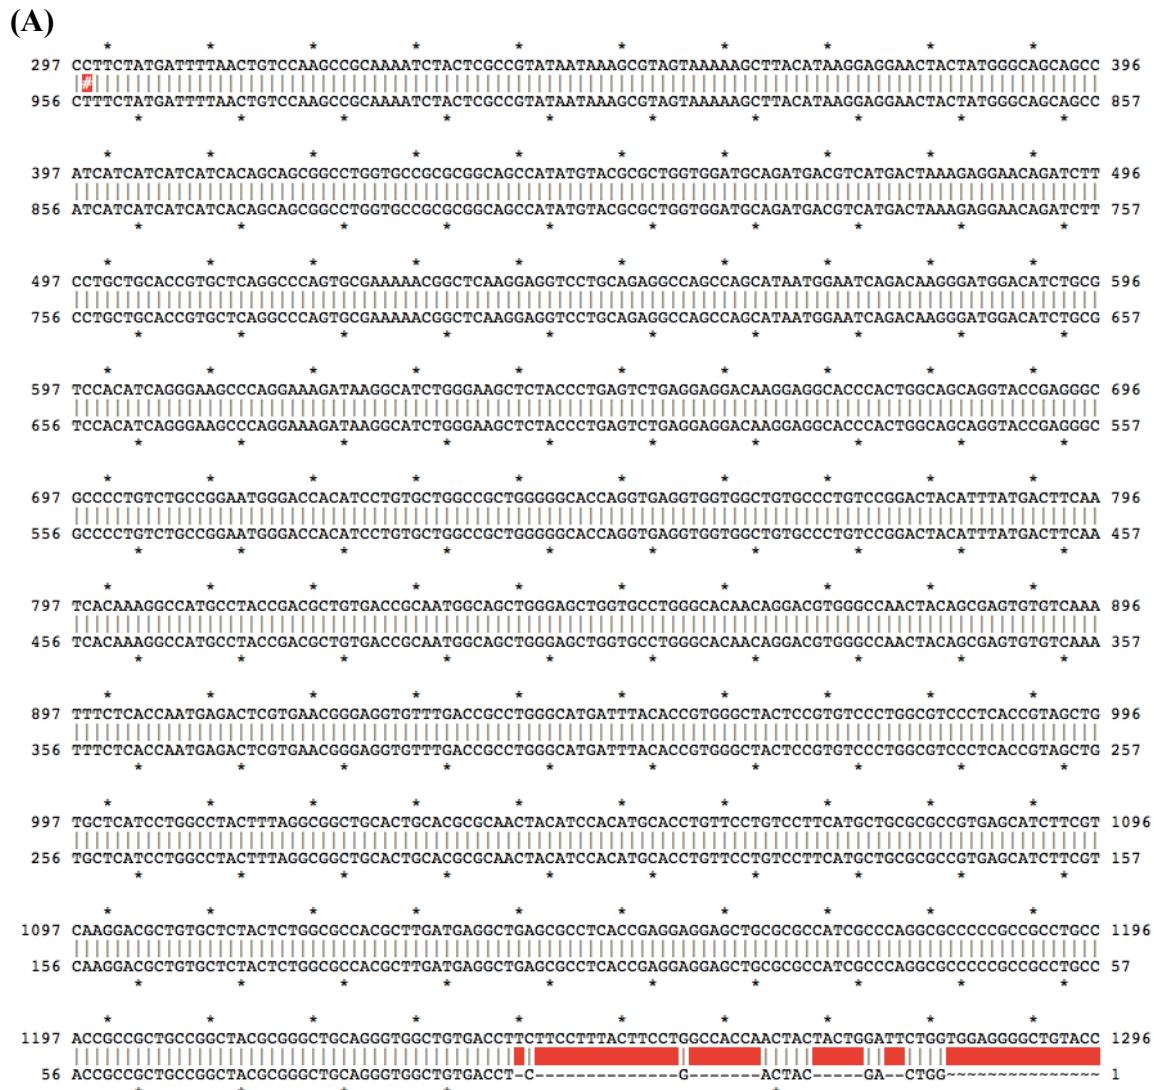 (A)
297 CCTTCTATGATTTTAACTGTCCAAGCCGCAAAATCTACTCGCCGTATAATAAAGCGTAGTAAAAAGCTTACATAAGGAGGAACTACTATGGGCAGCAGCC 396
#
956 CTTTCTATGATTTTAACTGTCCAAGCCGCAAAATCTACTCGCCGTATAATAAAGCGTAGTAAAAAGCTTACATAAGGAGGAACTACTATGGGCAGCAGCC 857
397 ATCATCATCATCATCACAGCAGCGGCCTGGTGCCGCGCGGCAGCCATATGTACGCGCTGGTGGATGCAGATGACGTCATGACTAAAGAGGAACAGATCTT 496
856 ATCATCATCATCATCACAGCAGCGGCCTGGTGCCGCGCGGCAGCCATATGTACGCGCTGGTGGATGCAGATGACGTCATGACTAAAGAGGAACAGATCTT 757
497 CCTGCTGCACCGTGCTCAGGCCCAGTGCGAAAAACGGCTCAAGGAGGTCCTGCAGAGGCCAGCCAGCATAATGGAATCAGACAAGGGATGGACATCTGCG 596
756 CCTGCTGCACCGTGCTCAGGCCCAGTGCGAAAAACGGCTCAAGGAGGTCCTGCAGAGGCCAGCCAGCATAATGGAATCAGACAAGGGATGGACATCTGCG 657
597 TCCACATCAGGGAAGCCCAGGAAAGATAAGGCATCTGGGAAGCTCTACCCTGAGTCTGAGGAGGACAAGGAGGCACCCACTGGCAGCAGGTACCGAGGGC 696
656 TCCACATCAGGGAAGCCCAGGAAAGATAAGGCATCTGGGAAGCTCTACCCTGAGTCTGAGGAGGACAAGGAGGCACCCACTGGCAGCAGGTACCGAGGGC 557
697 GCCCCTGTCTGCCGGAATGGGACCACATCCTGTGCTGGCCGCTGGGGGCACCAGGTGAGGTGGTGGCTGTGCCCTGTCCGGACTACATTTATGACTTCAA 796
556 GCCCCTGTCTGCCGGAATGGGACCACATCCTGTGCTGGCCGCTGGGGGCACCAGGTGAGGTGGTGGCTGTGCCCTGTCCGGACTACATTTATGACTTCAA 457
797 TCACAAAGGCCATGCCTACCGACGCTGTGACCGCAATGGCAGCTGGGAGCTGGTGCCTGGGCACAACAGGACGTGGGCCAACTACAGCGAGTGTGTCAAA 896
456 TCACAAAGGCCATGCCTACCGACGCTGTGACCGCAATGGCAGCTGGGAGCTGGTGCCTGGGCACAACAGGACGTGGGCCAACTACAGCGAGTGTGTCAAA 357
897 TTTCTCACCAATGAGACTCGTGAACGGGAGGTGTTTGACCGCCTGGGCATGATTTACACCGTGGGCTACTCCGTGTCCCTGGCGTCCCTCACCGTAGCTG 996
356 TTTCTCACCAATGAGACTCGTGAACGGGAGGTGTTTGACCGCCTGGGCATGATTTACACCGTGGGCTACTCCGTGTCCCTGGCGTCCCTCACCGTAGCTG 257
997 TGCTCATCCTGGCCTACTTTAGGCGGCTGCACTGCACGCGCAACTACATCCACATGCACCTGTTCCTGTCCTTCATGCTGCGCGCCGTGAGCATCTTCGT 1096
256 TGCTCATCCTGGCCTACTTTAGGCGGCTGCACTGCACGCGCAACTACATCCACATGCACCTGTTCCTGTCCTTCATGCTGCGCGCCGTGAGCATCTTCGT 157
1097 CAAGGACGCTGTGCTCTACTCTGGCGCCACGCTTGATGAGGCTGAGCGCCTCACCGAGGAGGAGCTGCGCGCCATCGCCCAGGCGCCCCCGCCGCCTGCC 1196
156 CAAGGACGCTGTGCTCTACTCTGGCGCCACGCTTGATGAGGCTGAGCGCCTCACCGAGGAGGAGCTGCGCGCCATCGCCCAGGCGCCCCCGCCGCCTGCC 57
1197 ACCGCCGCTGCCGGCTACGCGGGCTGCAGGGTGGCTGTGACCTTCTTCCTTTACTTCCTGGCCACCAACTACTACTGGATTCTGGTGGAGGGGCTGTACC 1296
56 ACCGCCGCTGCCGGCTACGCGGGCTGCAGGGTGGCTGTGACCT-C--------------G-------ACTAC-----GA--CTGG~~~~~~~~~~~~~~~ 1